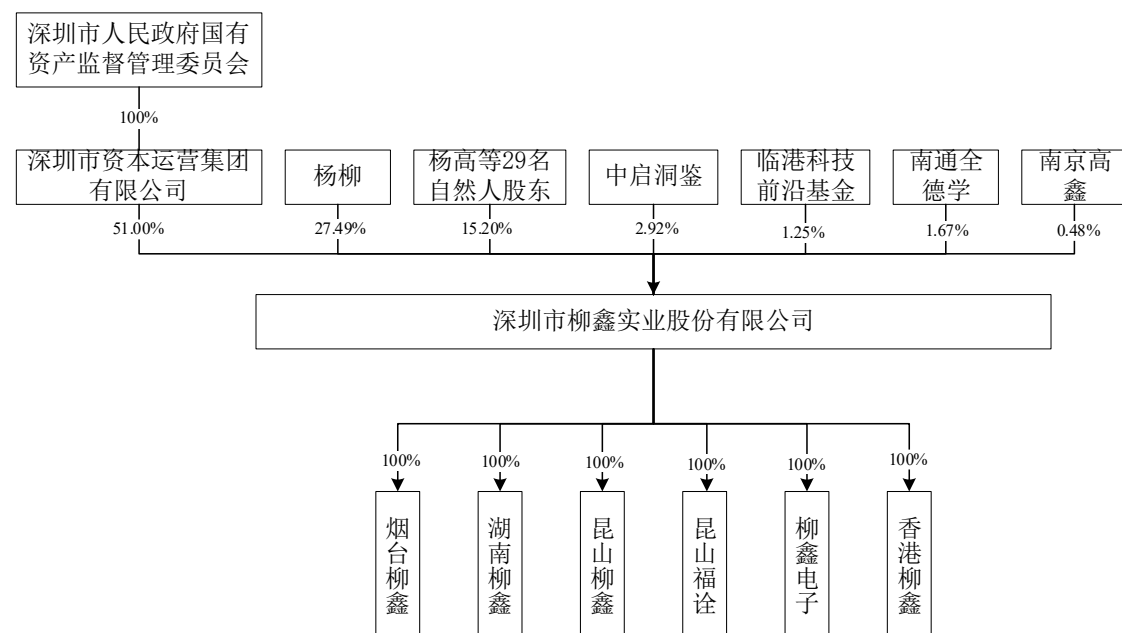 深圳市人民政府国有
资产监督管理委员会
100%
深圳市资本运营集团
有限公司
杨柳
杨高等29名
自然人股东
中启洞鉴
临港科技
前沿基金
南通全
德学
南京高
鑫
51.00%
27.49%
15.20%
2.92%
1.25%
1.67%
0.48%
深圳市柳鑫实业股份有限公司
100%
100%
100%
100%
100%
100%
烟台柳鑫
湖南柳鑫
昆山柳鑫
昆山福诠
柳鑫电子
香港柳鑫